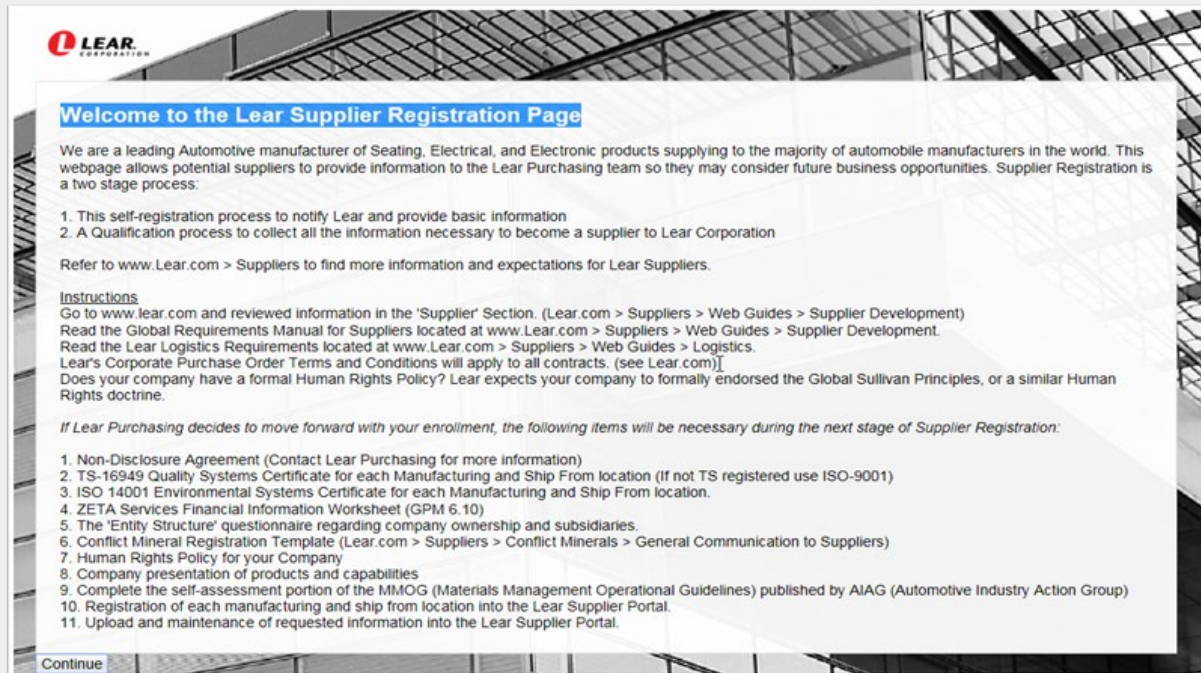 LEAR.
CORPORATION
Welcome to the Lear Supplier Registration Page
We are a leading Automotive manufacturer of Seating, Electrical, and Electronic products supplying to the majority of automobile manufacturers in the world. This
webpage allows potential suppliers to provide information to the Lear Purchasing team so they may consider future business opportunities. Supplier Registration is
a two stage process:
1. This self-registration process to notify Lear and provide basic information
2. A Qualification process to collect all the information necessary to become a supplier to Lear Corporation
Refer to www.Lear.com > Suppliers to find more information and expectations for Lear Suppliers.
Instructions
Go to www.lear.com and reviewed information in the 'Supplier' Section. (Lear.com > Suppliers > Web Guides > Supplier Development)
Read the Global Requirements Manual for Suppliers located at www.Lear.com > Suppliers > Web Guides > Supplier Development.
Read the Lear Logistics Requirements located at www.Lear.com > Suppliers > Web Guides > Logistics.
Lear's Corporate Purchase Order Terms and Conditions will apply to all contracts. (see Lear.com)
Does your company have a formal Human Rights Policy? Lear expects your company to formally endorsed the Global Sullivan Principles, or a similar Human
Rights doctrine.
If Lear Purchasing decides to move forward with your enrollment, the following items will be necessary during the next stage of Supplier Registration:
1. Non-Disclosure Agreement (Contact Lear Purchasing for more information)
2. TS-16949 Quality Systems Certificate for each Manufacturing and Ship From location (If not TS registered use ISO-9001)
3. ISO 14001 Environmental Systems Certificate for each Manufacturing and Ship From location.
4. ZETA Services Financial Information Worksheet (GPM 6.10)
5. The 'Entity Structure' questionnaire regarding company ownership and subsidiaries.
6. Conflict Mineral Registration Template (Lear.com > Suppliers > Conflict Minerals > General Communication to Suppliers)
7. Human Rights Policy for your Company
8. Company presentation of products and capabilities
9. Complete the self-assessment portion of the MMOG (Materials Management Operational Guidelines) published by AIAG (Automotive Industry Action Group)
10. Registration of each manufacturing and ship from location into the Lear Supplier Portal.
11. Upload and maintenance of requested information into the Lear Supplier Portal.
Continue